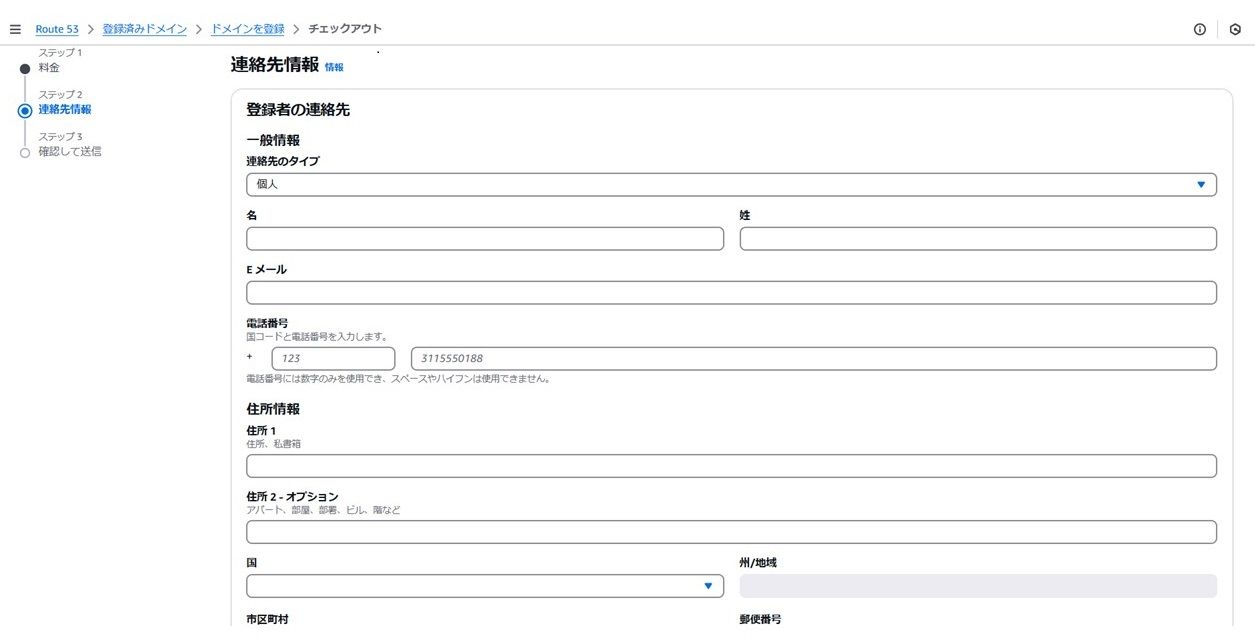 Route 53 > 登録済みドメイン > ドメインを登録 > チェックアウト
ステップ 1
料金
ステップ 2
連絡先情報
ステップ 3
確認して送信
連絡先情報 情報
登録者の連絡先
一般情報
連絡先のタイプ
個人
名 姓
E メール
電話番号
国コードと電話番号を入力します。
+ 123 3115550188
電話番号には数字のみを使用でき、スペースやハイフンは使用できません。
住所情報
住所 1
住所、私書箱
住所 2 - オプション
アパート、部屋、部署、ビル、階など
国 州/地域
市区町村 郵便番号